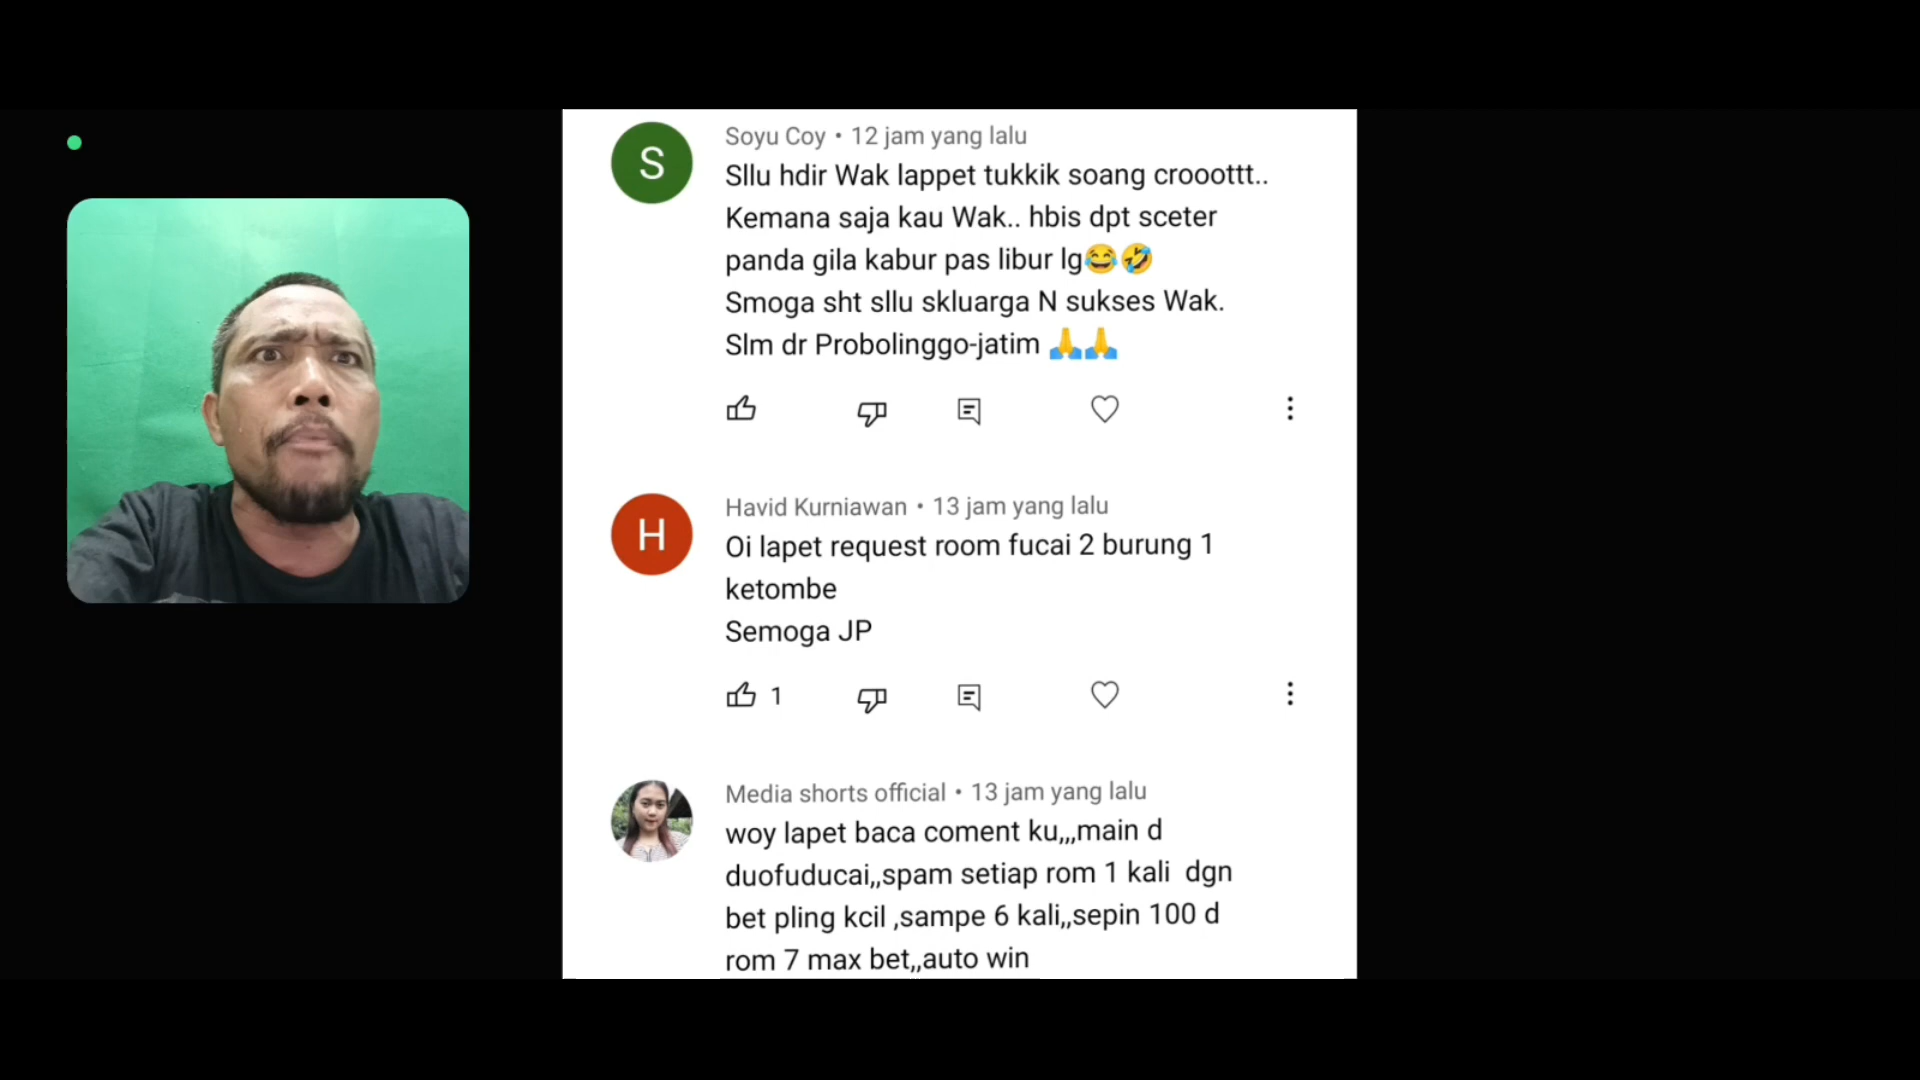 S
Soyu Coy • 12 jam yang lalu
Sllu hdir Wak lappet tukkik soang crooottt..
Kemana saja kau Wak.. hbis dpt sceter
panda gila kabur pas libur lg😂🤣
Smoga sht sllu skluarga N sukses Wak.
Slm dr Probolinggo-jatim 🙏🙏
H
Havid Kurniawan • 13 jam yang lalu
Oi lapet request room fucai 2 burung 1
ketombe
Semoga JP
1
Media shorts official • 13 jam yang lalu
woy lapet baca coment ku,,,main d
duofuducai,,spam setiap rom 1 kali dgn
bet pling kcil ,sampe 6 kali,,sepin 100 d
rom 7 max bet,,auto win